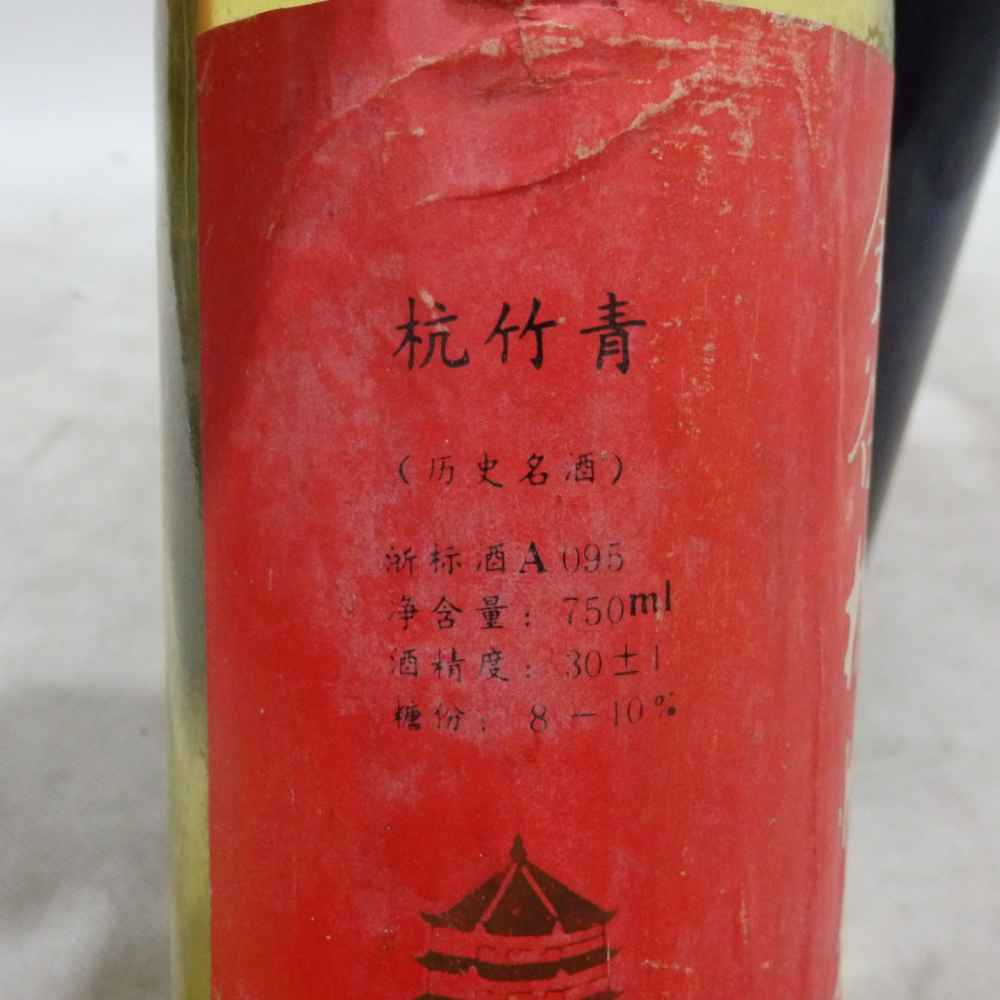 杭竹青
（历史名酒）
浙标酒A 095
净含量：750ml
酒精度：30±1
糖份：8－10%